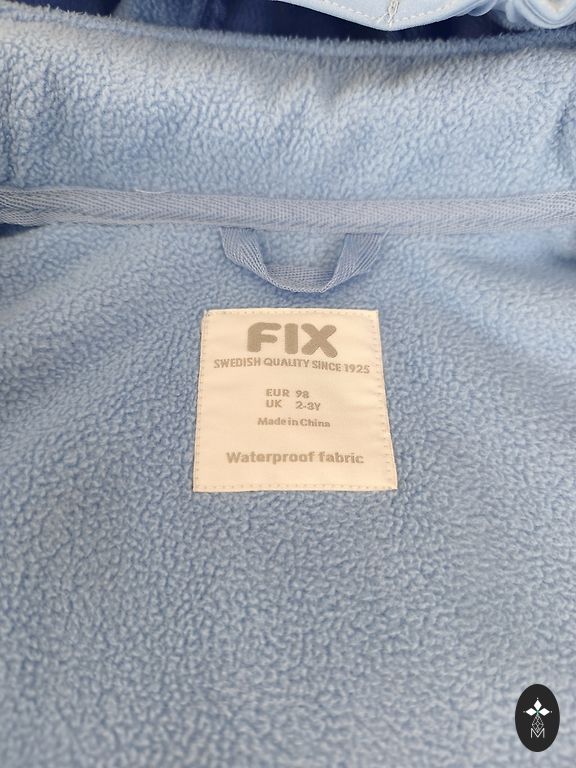 FIX
SWEDISH QUALITY SINCE 1925
EUR 98
UK 2-3Y
Made in China
Waterproof fabric
M